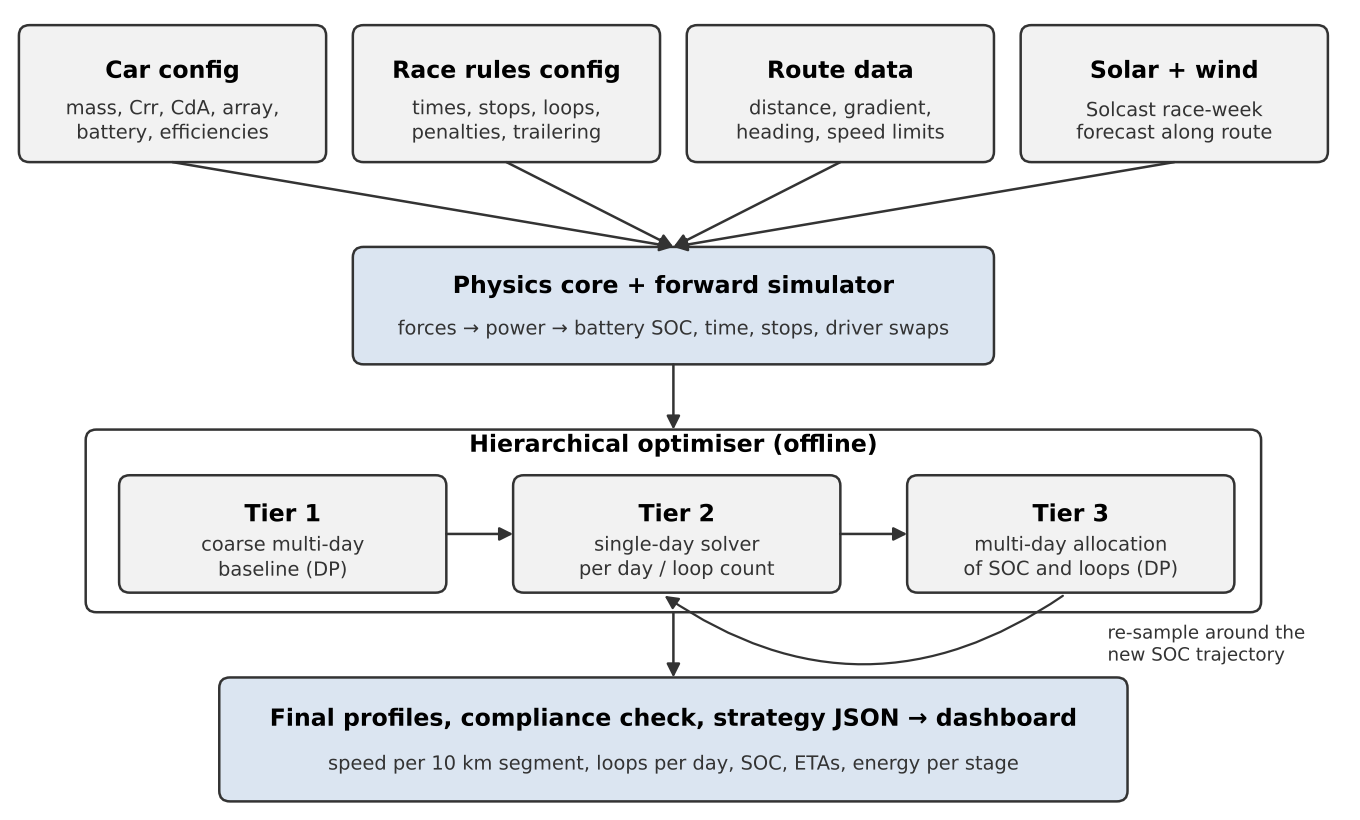 Car config
mass, Crr, CdA, array,
battery, efficiencies
Race rules config
times, stops, loops,
penalties, trailering
Route data
distance, gradient,
heading, speed limits
Solar + wind
Solcast race-week
forecast along route
Physics core + forward simulator
forces → power → battery SOC, time, stops, driver swaps
Hierarchical optimiser (offline)
Tier 1
coarse multi-day
baseline (DP)
Tier 2
single-day solver
per day / loop count
Tier 3
multi-day allocation
of SOC and loops (DP)
re-sample around the
new SOC trajectory
Final profiles, compliance check, strategy JSON → dashboard
speed per 10 km segment, loops per day, SOC, ETAs, energy per stage